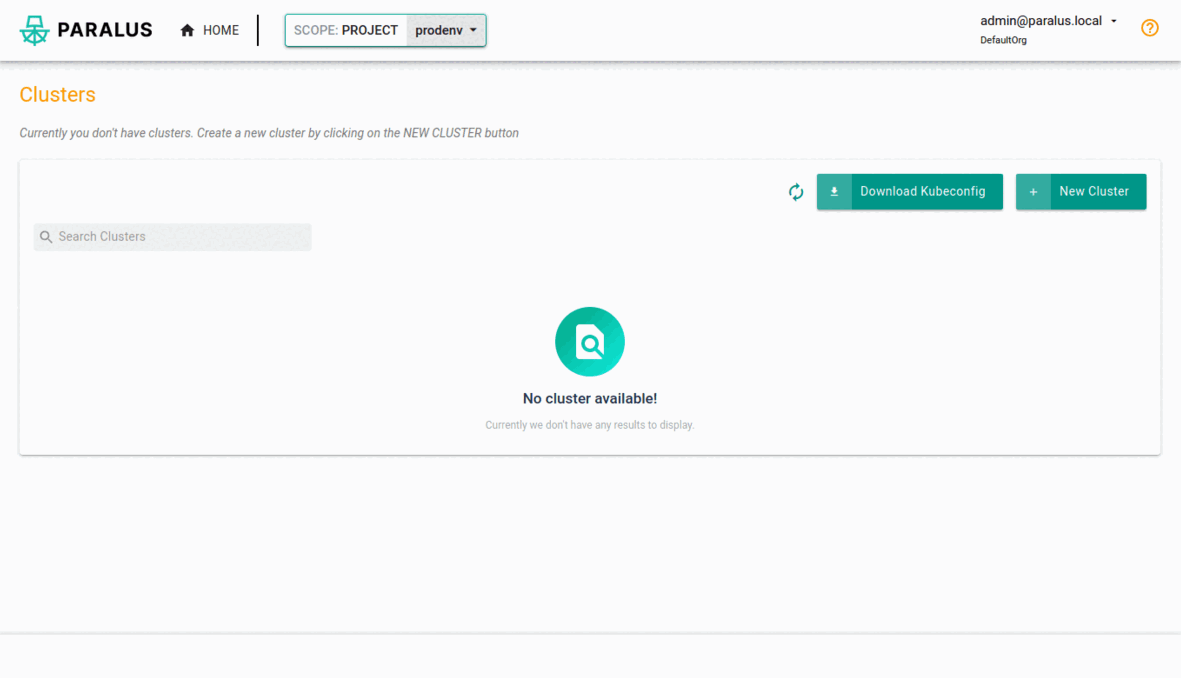 PARALUS HOME SCOPE: PROJECT prodenv admin@paralus.local
DefaultOrg
Clusters
Currently you don't have clusters. Create a new cluster by clicking on the NEW CLUSTER button
Download Kubeconfig New Cluster
Search Clusters
No cluster available!
Currently we don't have any results to display.